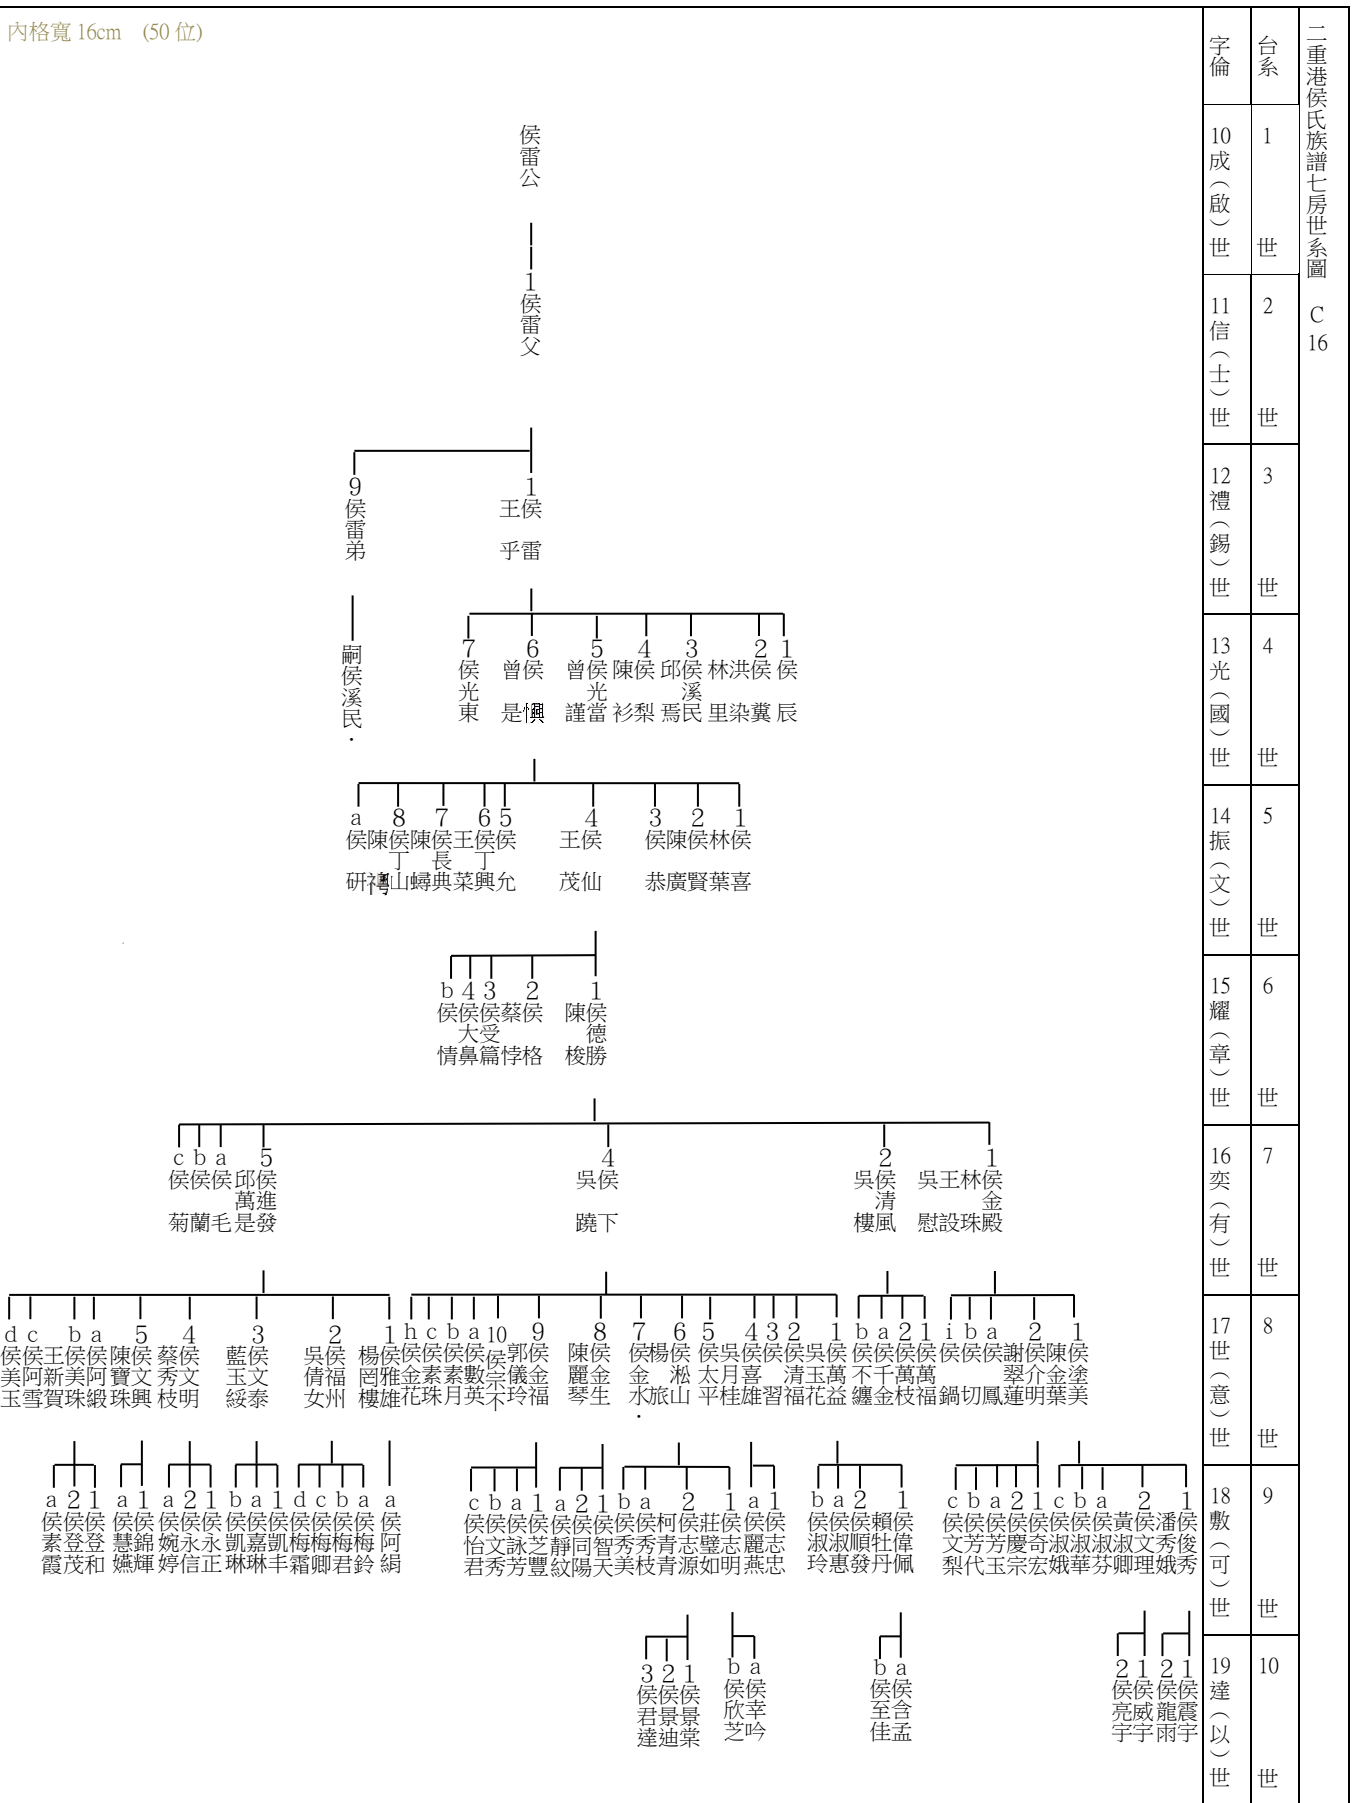 內格寬 16cm (50 位)
二重港侯氏族譜七房世系圖 C 16
台系
1 世
2 世
3 世
4 世
5 世
6 世
7 世
8 世
9 世
10 世
字倫
10 成(啟)世
11 信(士)世
12 禮(錫)世
13 光(國)世
14 振(文)世
15 耀(章)世
16 奕(有)世
17 世(意)世
18 敷(可)世
19 達(以)世
侯雷公
1 侯雷父
1 侯雷
王乎
9 侯雷弟
1 侯辰
2 侯糞
洪染
林里
3 侯溪民
邱焉
4 侯梨
陳衫
5 侯光當
曾謹
6 侯懙
曾是
7 侯光東
嗣侯溪民.
1 侯喜
林葉
2 侯賢
陳廣
3 侯恭
4 侯仙
王茂
5 侯允
6 侯丁興
王菜
7 侯長典
陳蟳
8 侯丁山
陳
a 侯研
1 侯德勝
陳梭
2 侯格
蔡悖
3 侯受篇
4 侯大鼻
b 侯情
1 侯金殿
林珠
王設
吳慰
2 侯清風
吳樓
4 侯下
吳蹺
5 侯進發
邱萬是
a 侯毛
b 侯蘭
c 侯菊
1 侯塗美
陳金葉
2 侯介明
謝翠蓮
a 侯鳳
b 侯切
i 侯鍋
1 侯萬福
2 侯萬枝
a 侯千金
b 侯不纏
1 侯萬益
吳玉花
2 侯清福
3 侯習
4 侯喜雄
吳月桂
5 侯太平
6 侯淞山
楊旅
7 侯金水.
8 侯金生
陳麗琴
9 侯金福
郭儀玲
10 侯宗不
a 侯數英
b 侯素月
c 侯素珠
h 侯金花
1 侯雅雄
楊罔樓
2 侯福州
吳倩女
3 侯文泰
藍玉綏
4 侯文明
蔡秀枝
5 侯文興
陳寶珠
a 侯阿緞
b 侯美珠
王新賀
c 侯阿雪
d 侯美玉
1 侯俊秀
潘秀娥
2 侯文理
黃淑卿
a 侯淑芬
b 侯淑華
c 侯淑娥
1 侯奇宏
2 侯慶宗
a 侯芳玉
b 侯芳代
c 侯文梨
1 侯偉佩
賴牡丹
2 侯順發
a 侯淑惠
b 侯淑玲
1 侯志忠
a 侯麗燕
1 侯志明
莊璧如
2 侯志源
柯青青
a 侯秀枝
b 侯秀美
1 侯智天
2 侯同陽
a 侯靜紋
1 侯芝豐
a 侯詠芳
b 侯文秀
c 侯怡君
a 侯阿絹
a 侯梅鈴
b 侯梅君
c 侯梅卿
d 侯梅霜
1 侯凱丰
a 侯嘉琳
b 侯凱琳
1 侯永正
2 侯永信
a 侯婉婷
1 侯錦輝
a 侯慧嬿
1 侯登和
2 侯登茂
a 侯素霞
1 侯震宇
2 侯龍雨
1 侯威宇
2 侯亮宇
a 侯含孟
b 侯至佳
a 侯幸吟
b 侯欣芝
1 侯景棠
2 侯景迪
3 侯君達